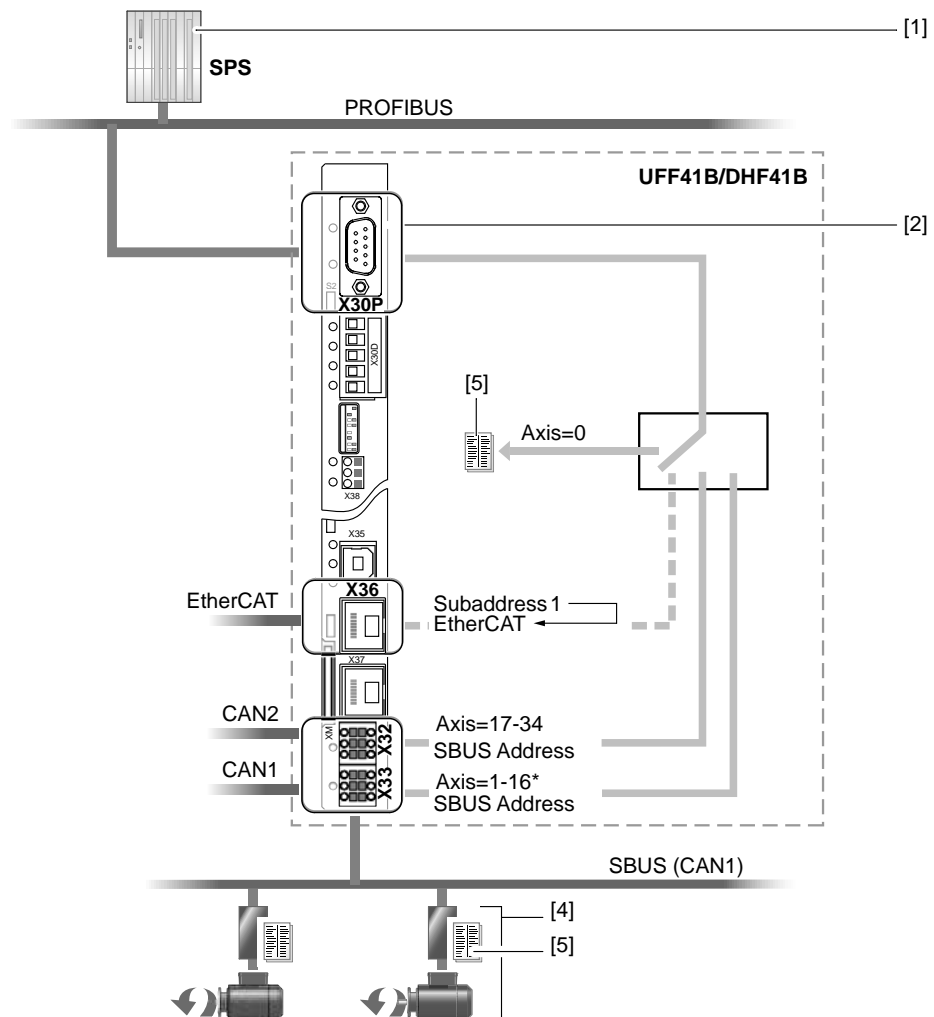 [1]
SPS
PROFIBUS
UFF41B/DHF41B
[2]
S2
X30P
X30D
[5]
Axis=0
X38
X35
X36
EtherCAT
Subaddress 1
EtherCAT
X37
CAN2
XM
X32
Axis=17-34
SBUS Address
CAN1
X33
Axis=1-16*
SBUS Address
SBUS (CAN1)
[4]
[5]